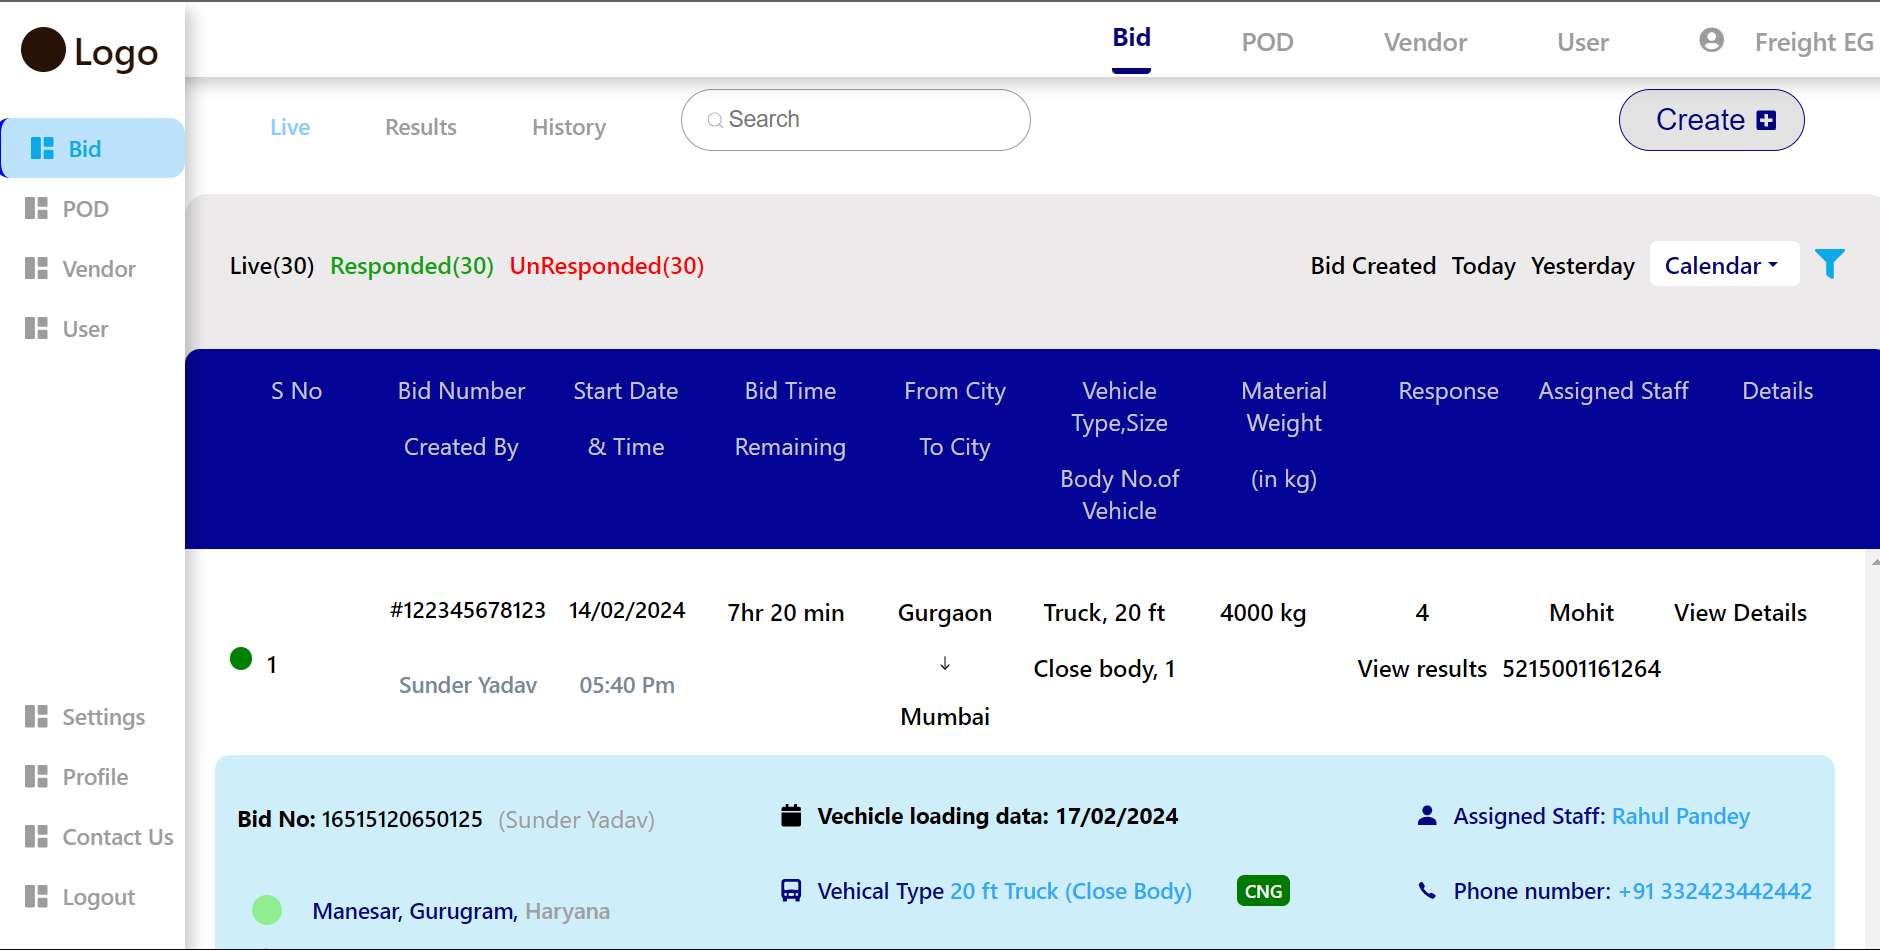 Logo
Bid POD Vendor User Freight EG
Live Results History Search Create
Bid
POD
Vendor
User
Settings
Profile
Contact Us
Logout
Live(30) Responded(30) UnResponded(30) Bid Created Today Yesterday Calendar
S No Bid Number Start Date Bid Time From City Vehicle Material Response Assigned Staff Details
Type,Size Weight
Created By & Time Remaining To City
Body No.of (in kg)
Vehicle
#122345678123 14/02/2024 7hr 20 min Gurgaon Truck, 20 ft 4000 kg 4 Mohit View Details
1 ↓ Close body, 1 View results 5215001161264
Sunder Yadav 05:40 Pm
Mumbai
Bid No: 16515120650125 (Sunder Yadav) Vechicle loading data: 17/02/2024 Assigned Staff: Rahul Pandey
Vehical Type 20 ft Truck (Close Body) CNG Phone number: +91 332423442442
Manesar, Gurugram, Haryana